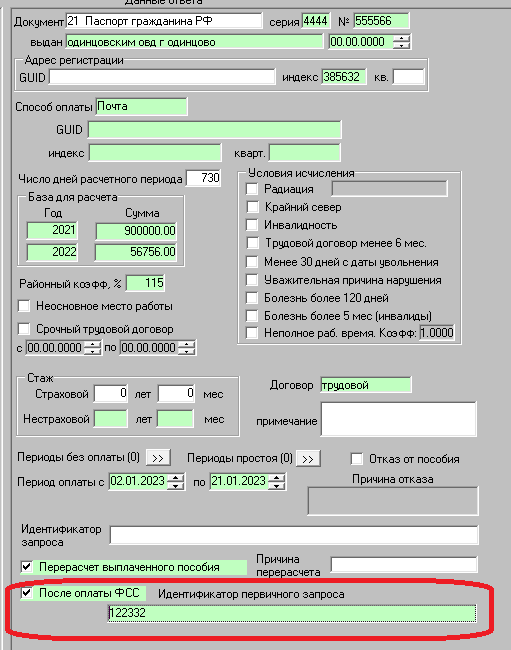 Данные ответа
Документ 21 Паспорт гражданина РФ серия 4444 № 555566
выдан одинцовским овд г одинцово 00.00.0000
Адрес регистрации
GUID индекс 385632 кв.
Способ оплаты Почта
GUID
индекс кварт.
Число дней расчетного периода 730
База для расчета
Год Сумма
2021 900000.00
2022 56756.00
Районный коэфф, % 115
Неосновное место работы
Срочный трудовой договор
с 00.00.0000 по 00.00.0000
Условия исчисления
Радиация
Крайний север
Инвалидность
Трудовой договор менее 6 мес.
Менее 30 дней с даты увольнения
Уважительная причина нарушения
Болезнь более 120 дней
Болезнь более 5 мес (инвалиды)
Неполное раб. время. Коэфф: 1.0000
Стаж
Страховой 0 лет 0 мес
Нестраховой лет мес
Договор трудовой
примечание
Периоды без оплаты (0) >> Периоды простоя (0) >> Отказ от пособия
Период оплаты с 02.01.2023 по 21.01.2023 Причина отказа
Идентификатор
запроса
Перерасчет выплаченного пособия Причина
перерасчета
После оплаты ФСС Идентификатор первичного запроса
122332